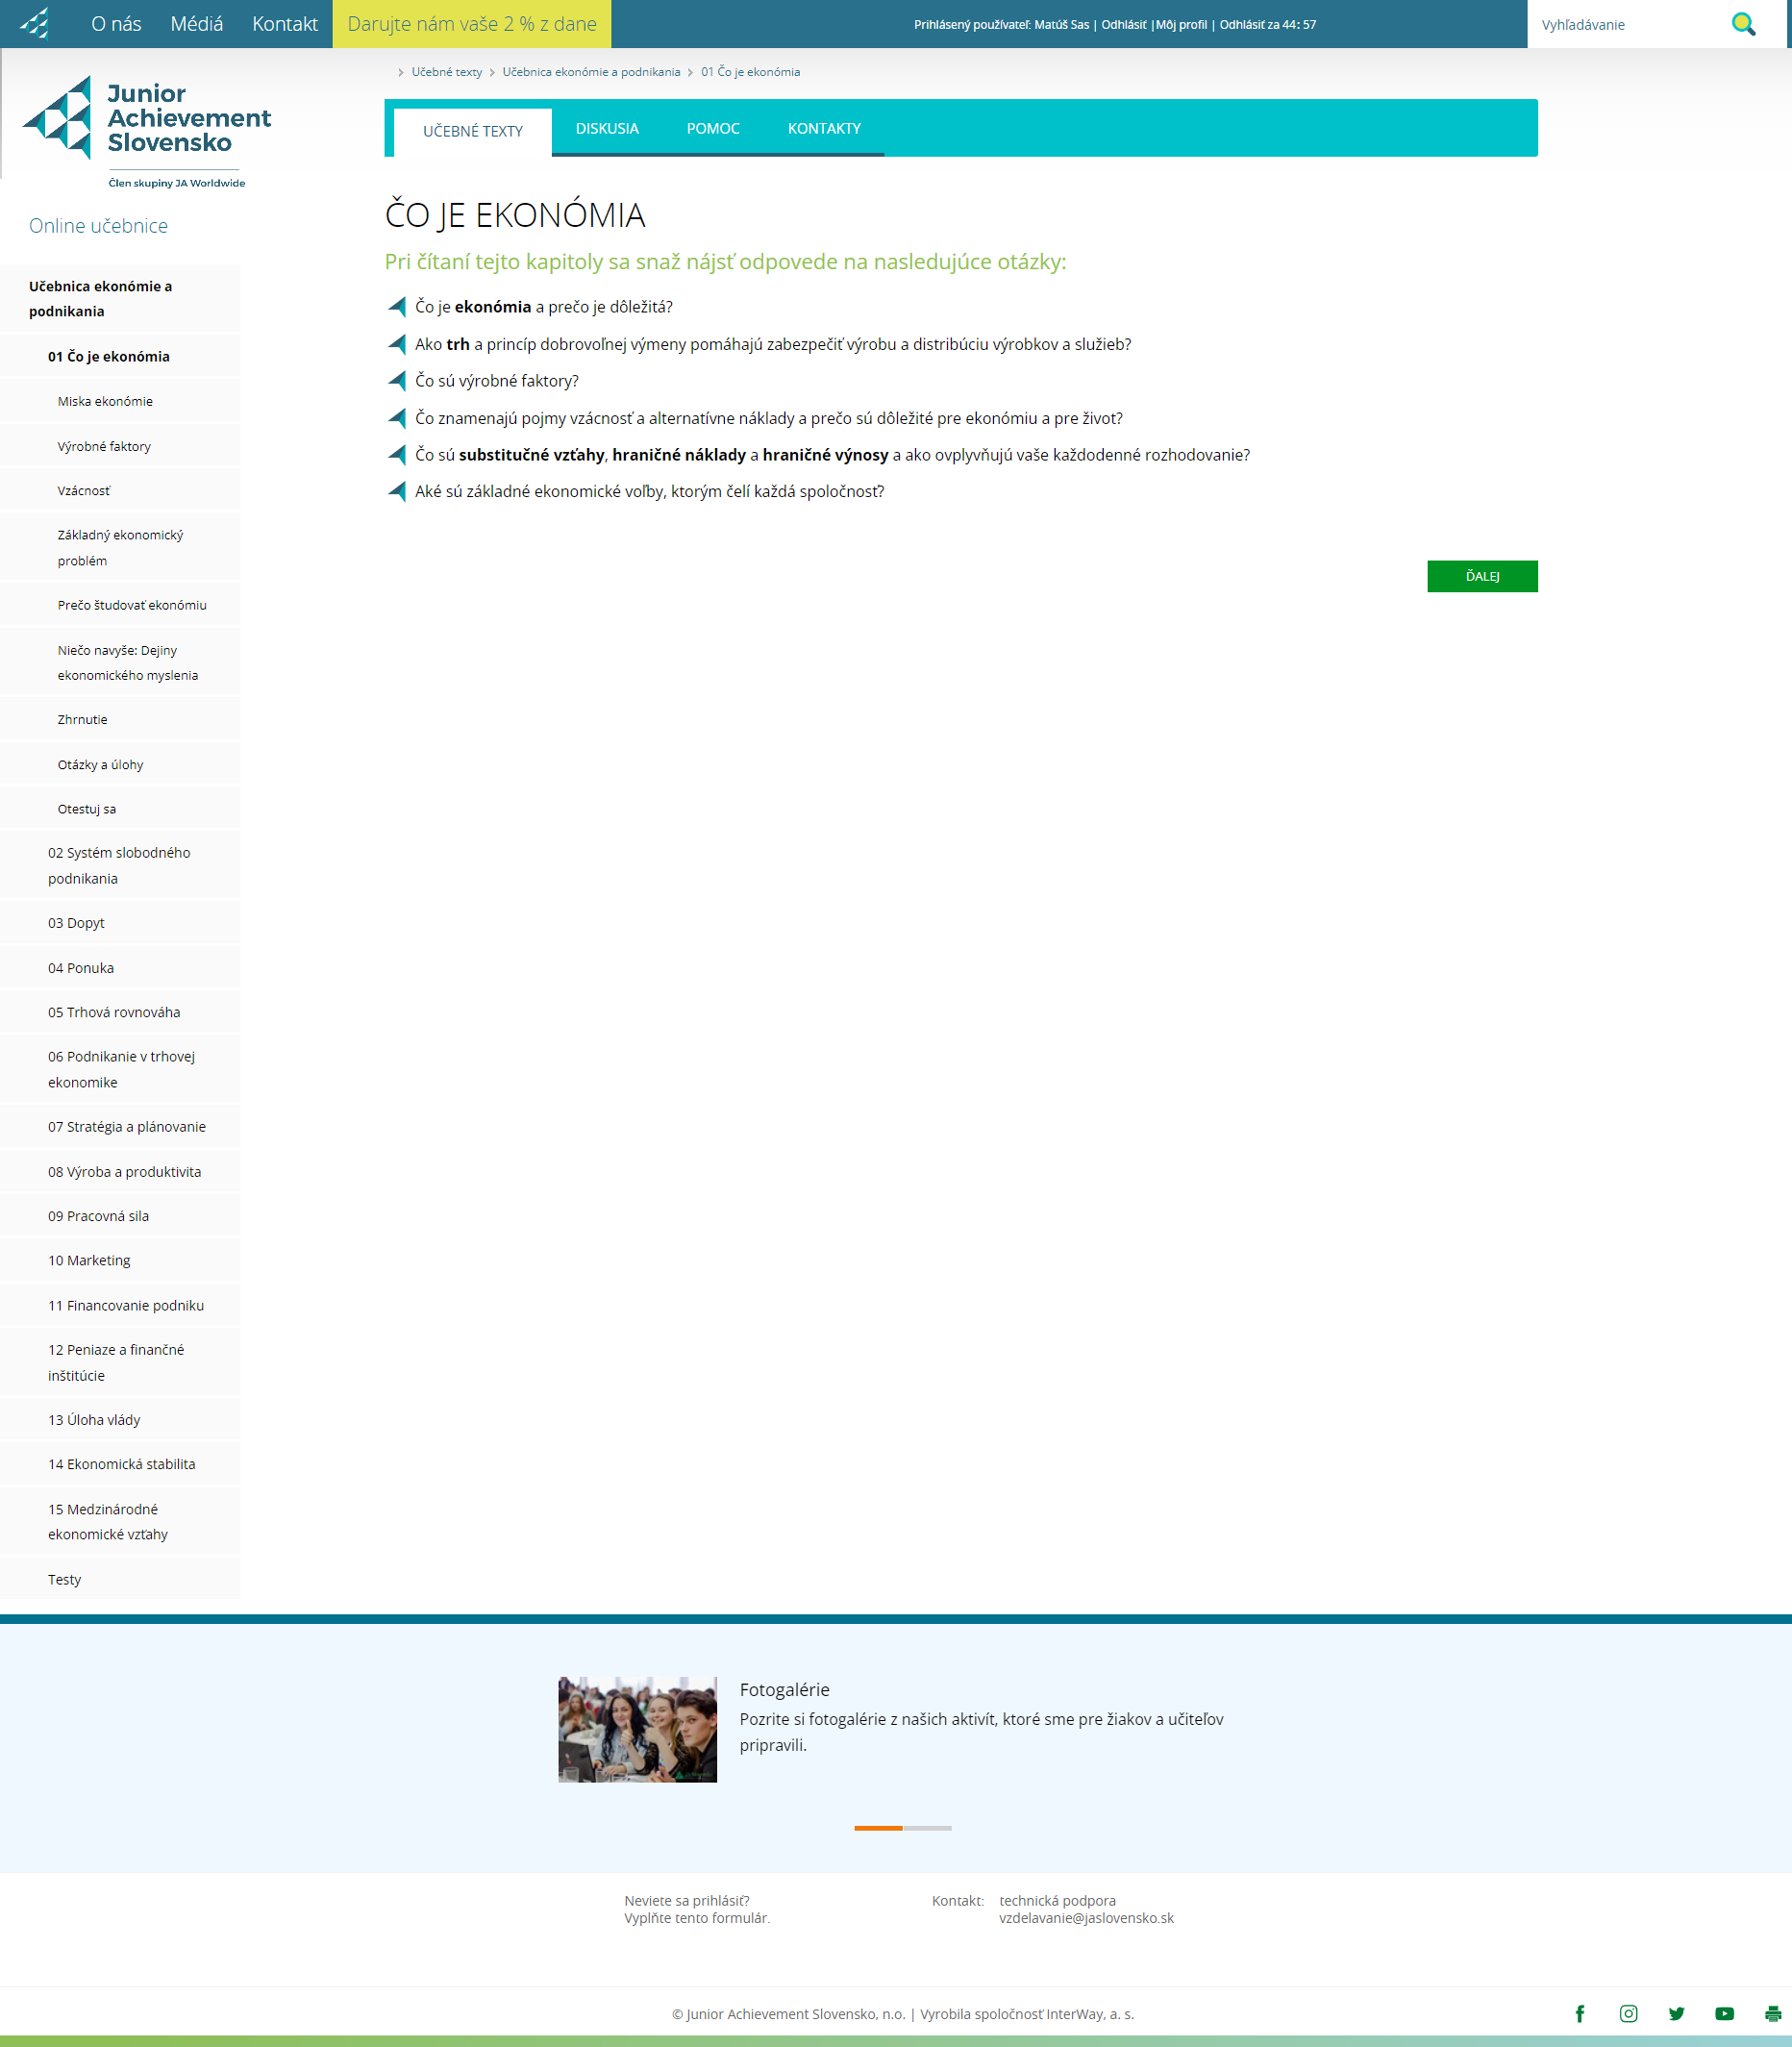 O nás Médiá Kontakt Darujte nám vaše 2 % z dane Prihlásený používateľ: Matúš Sas | Odhlásiť |Môj profil | Odhlásiť za 44: 57 Vyhľadávanie
Učebné texty Učebnica ekonómie a podnikania 01 Čo je ekonómia
Junior
Achievement
Slovensko
Člen skupiny JA Worldwide
UČEBNÉ TEXTY DISKUSIA POMOC KONTAKTY
Online učebnice
Učebnica ekonómie a
podnikania
01 Čo je ekonómia
Miska ekonómie
Výrobné faktory
Vzácnosť
Základný ekonomický
problém
Prečo študovať ekonómiu
Niečo navyše: Dejiny
ekonomického myslenia
Zhrnutie
Otázky a úlohy
Otestuj sa
02 Systém slobodného
podnikania
03 Dopyt
04 Ponuka
05 Trhová rovnováha
06 Podnikanie v trhovej
ekonomike
07 Stratégia a plánovanie
08 Výroba a produktivita
09 Pracovná sila
10 Marketing
11 Financovanie podniku
12 Peniaze a finančné
inštitúcie
13 Úloha vlády
14 Ekonomická stabilita
15 Medzinárodné
ekonomické vzťahy
Testy
ČO JE EKONÓMIA
Pri čítaní tejto kapitoly sa snaž nájsť odpovede na nasledujúce otázky:
Čo je ekonómia a prečo je dôležitá?
Ako trh a princíp dobrovoľnej výmeny pomáhajú zabezpečiť výrobu a distribúciu výrobkov a služieb?
Čo sú výrobné faktory?
Čo znamenajú pojmy vzácnosť a alternatívne náklady a prečo sú dôležité pre ekonómiu a pre život?
Čo sú substitučné vzťahy, hraničné náklady a hraničné výnosy a ako ovplyvňujú vaše každodenné rozhodovanie?
Aké sú základné ekonomické voľby, ktorým čelí každá spoločnosť?
ĎALEJ
Fotogalérie
Pozrite si fotogalérie z našich aktivít, ktoré sme pre žiakov a učiteľov
pripravili.
Neviete sa prihlásiť?
Vyplňte tento formulár.
Kontakt: technická podpora
vzdelavanie@jaslovensko.sk
© Junior Achievement Slovensko, n.o. | Vyrobila spoločnosť InterWay, a. s.